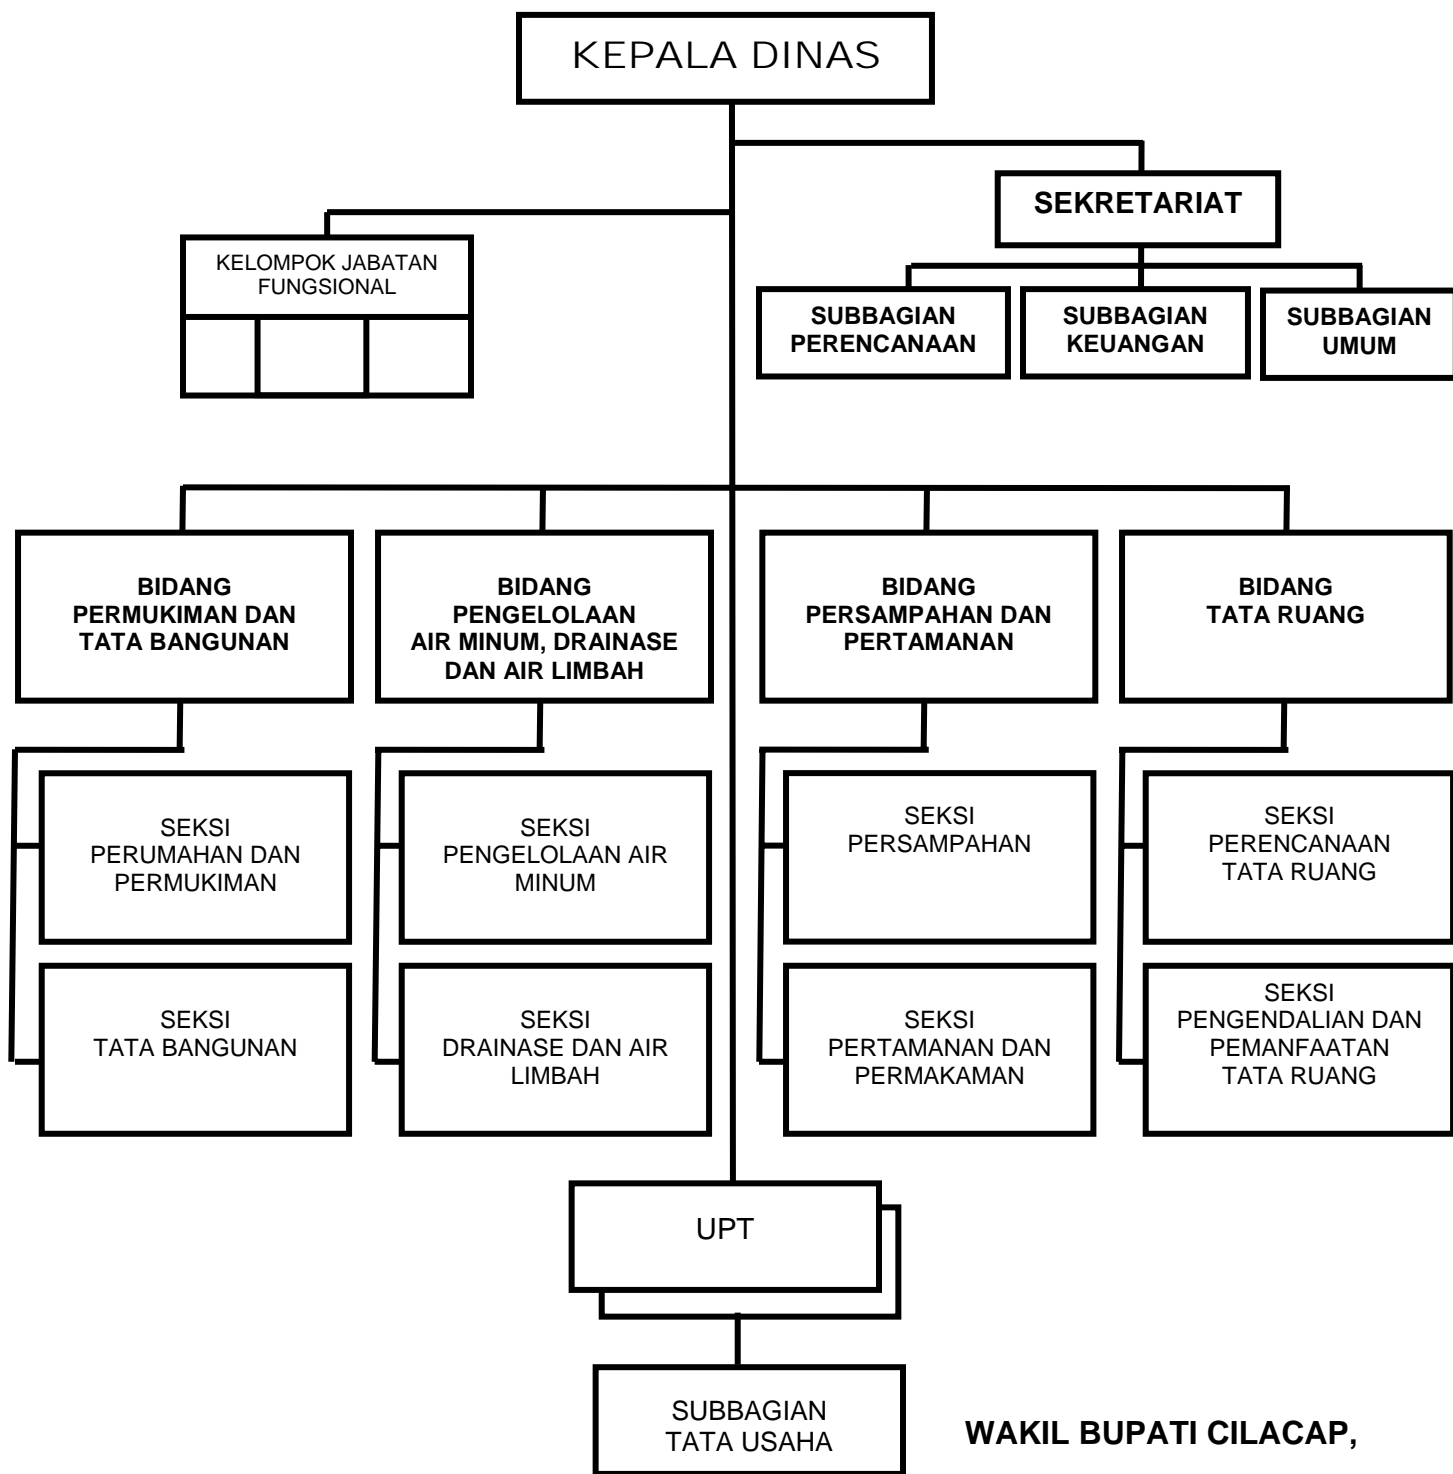 KEPALA DINAS
SEKRETARIAT
KELOMPOK JABATAN
FUNGSIONAL
SUBBAGIAN
PERENCANAAN
SUBBAGIAN
KEUANGAN
SUBBAGIAN
UMUM
BIDANG
PERMUKIMAN DAN
TATA BANGUNAN
BIDANG
PENGELOLAAN
AIR MINUM, DRAINASE
DAN AIR LIMBAH
BIDANG
PERSAMPAHAN DAN
PERTAMANAN
BIDANG
TATA RUANG
SEKSI
PERUMAHAN DAN
PERMUKIMAN
SEKSI
PENGELOLAAN AIR
MINUM
SEKSI
PERSAMPAHAN
SEKSI
PERENCANAAN
TATA RUANG
SEKSI
TATA BANGUNAN
SEKSI
DRAINASE DAN AIR
LIMBAH
SEKSI
PERTAMANAN DAN
PERMAKAMAN
SEKSI
PENGENDALIAN DAN
PEMANFAATAN
TATA RUANG
UPT
SUBBAGIAN
TATA USAHA
WAKIL BUPATI CILACAP,